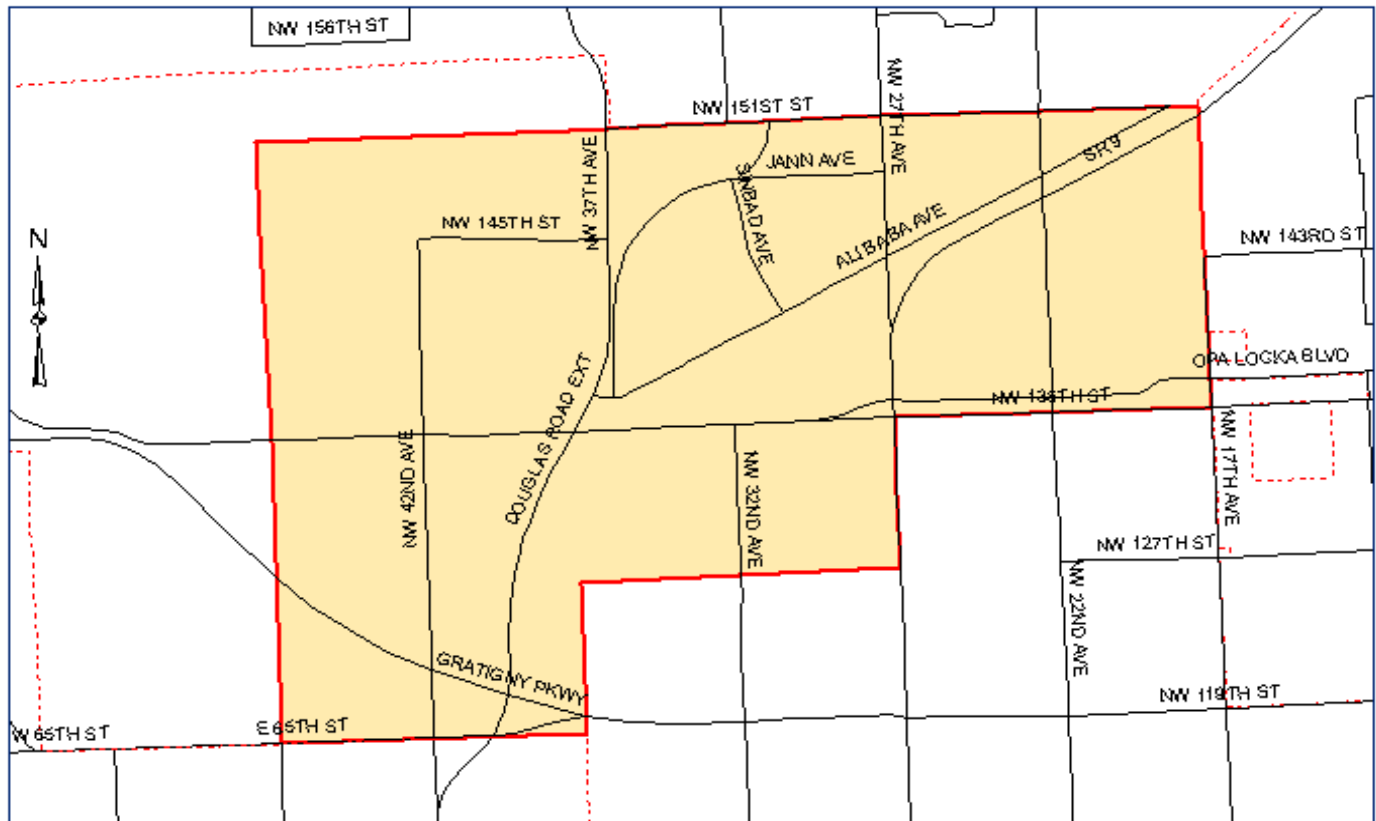 NW 156TH ST
NW 151ST ST
NW 27TH AVE
SR 9
JANN AVE
NW 37TH AVE
SINBAD AVE
NW 145TH ST
ALI BABA AVE
N
NW 143RD ST
OPA LOCKA BLVD
NW 135TH ST
DOUGLAS ROAD EXT
NW 42ND AVE
NW 32ND AVE
NW 17TH AVE
NW 127TH ST
NW 22ND AVE
GRATIGNY PKWY
NW 119TH ST
E 65TH ST
W 65TH ST